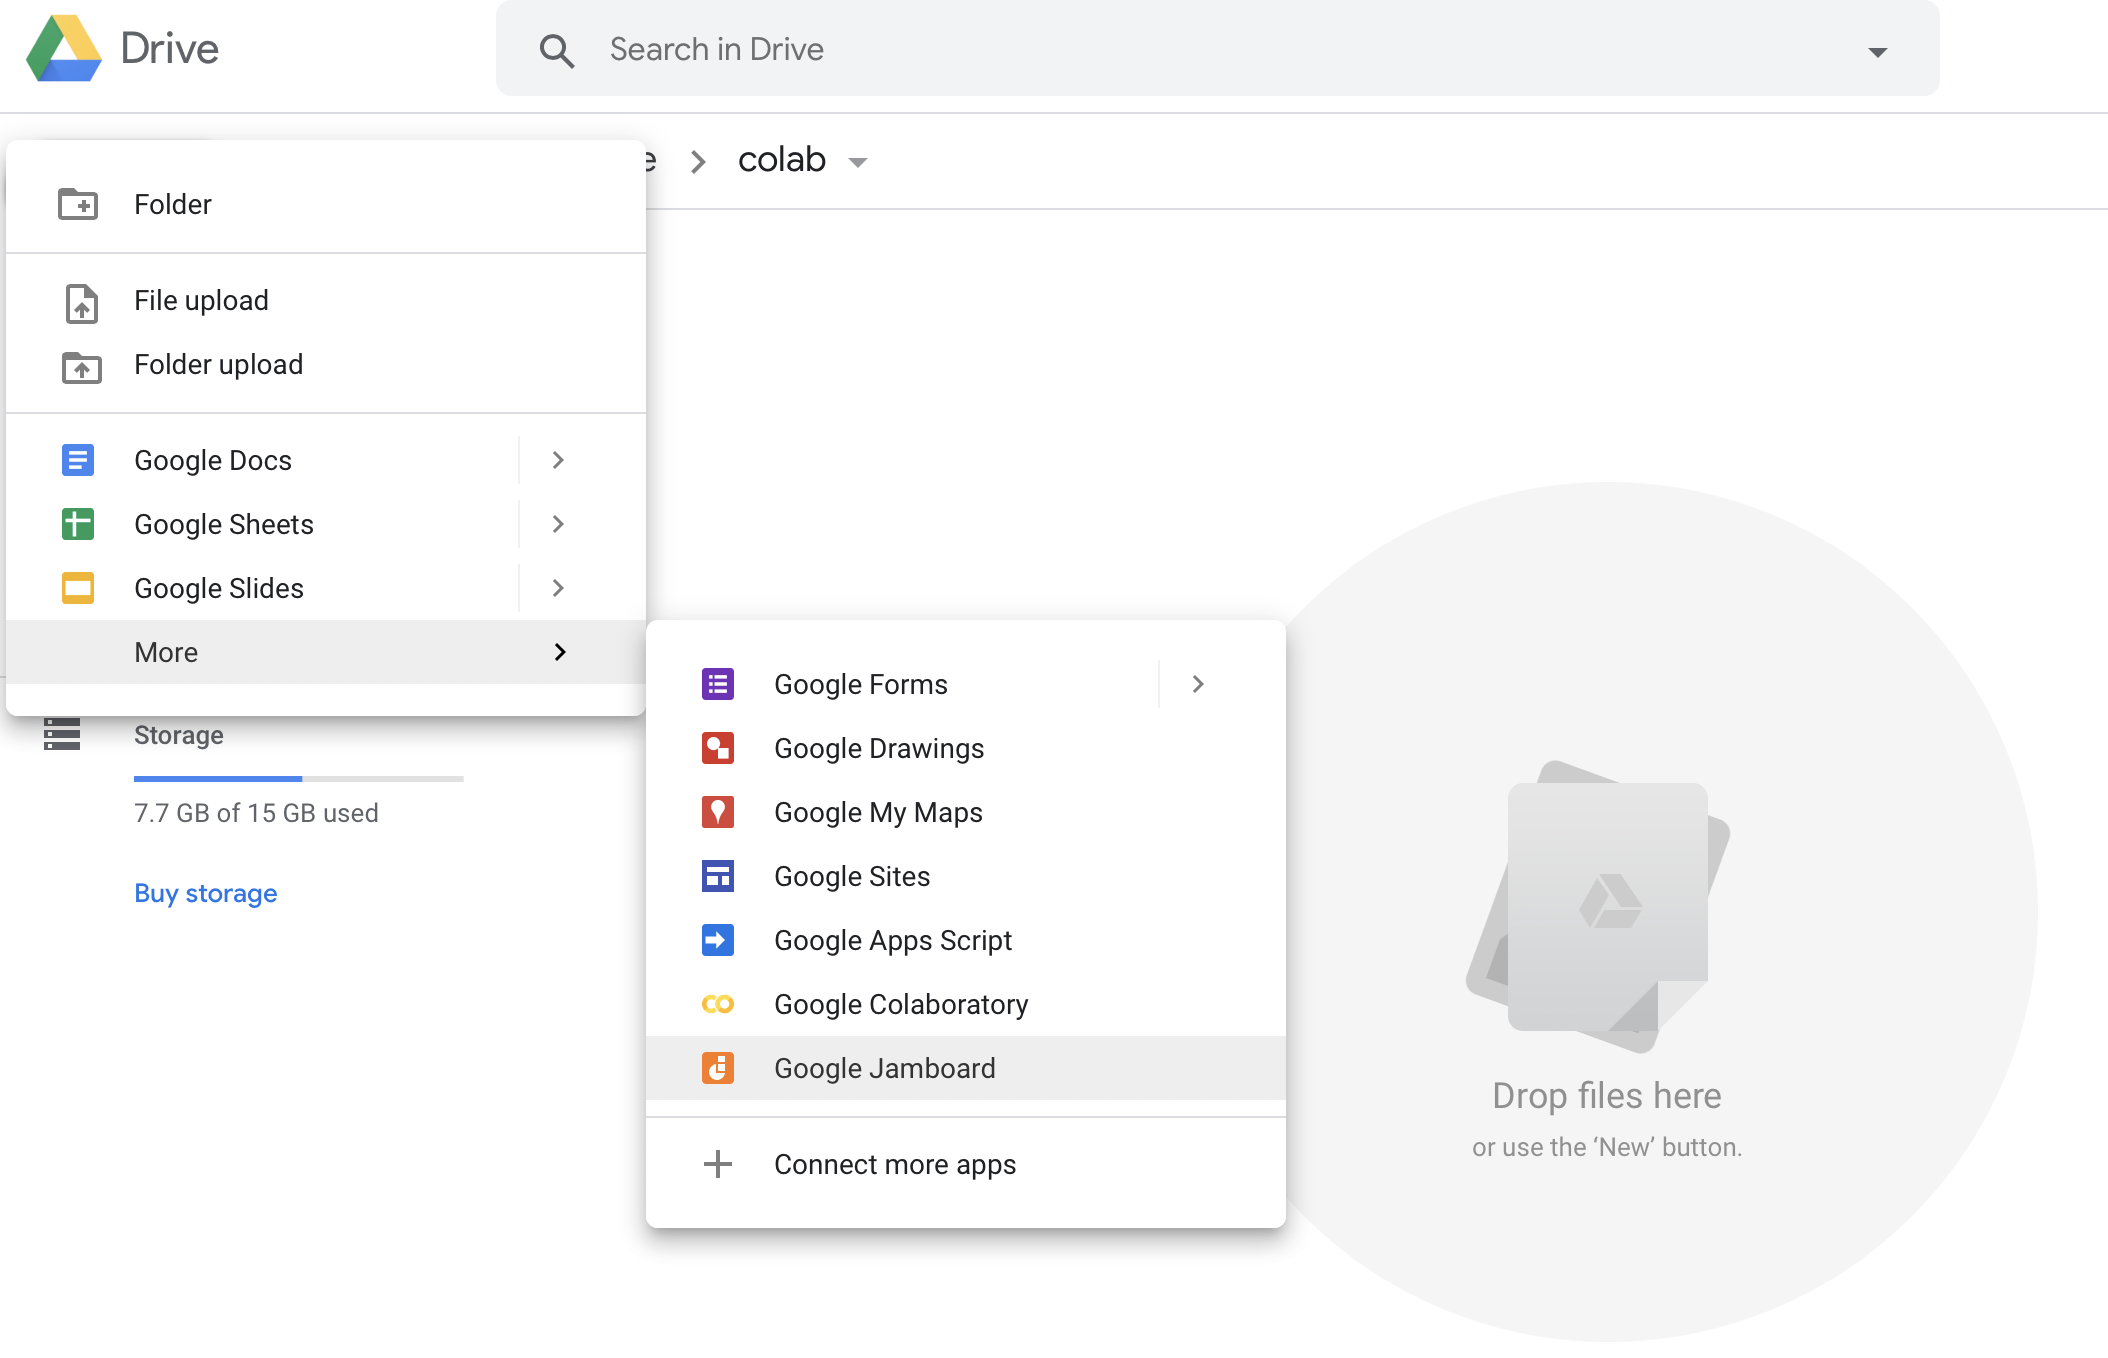 Drive
Search in Drive
colab
Folder
File upload
Folder upload
Google Docs
Google Sheets
Google Slides
More
Google Forms
Google Drawings
Google My Maps
Google Sites
Google Apps Script
Google Colaboratory
Google Jamboard
Connect more apps
Storage
7.7 GB of 15 GB used
Buy storage
Drop files here
or use the ‘New’ button.